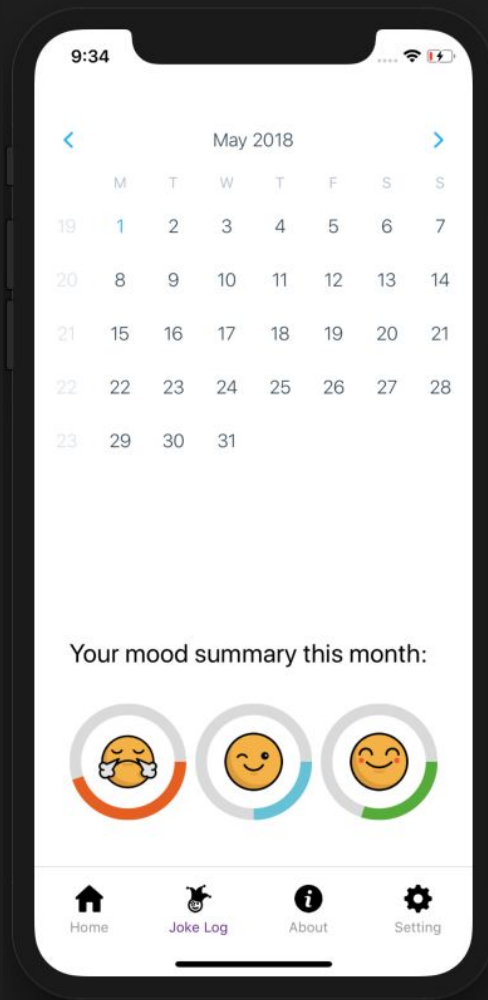 9:34
May 2018
M T W T F S S
19 1 2 3 4 5 6 7
20 8 9 10 11 12 13 14
21 15 16 17 18 19 20 21
22 22 23 24 25 26 27 28
23 29 30 31
Your mood summary this month:
Home Joke Log About Setting